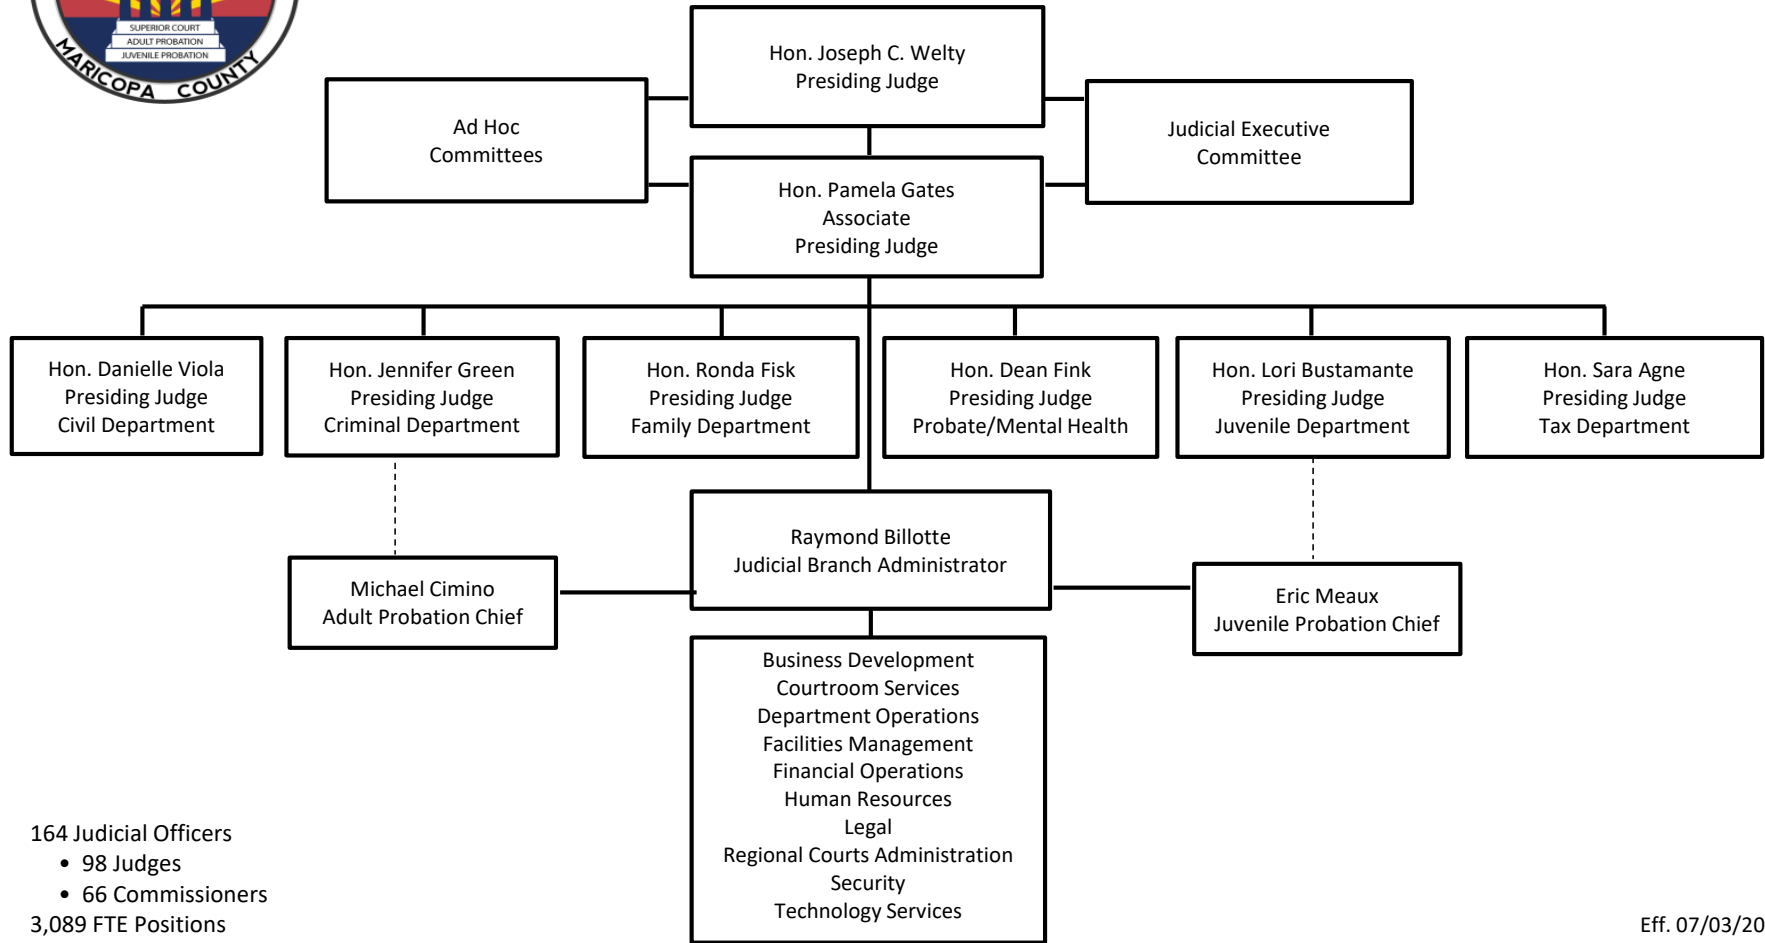 SUPERIOR COURT
ADULT PROBATION
JUVENILE PROBATION
MARICOPA COUNTY
Hon. Joseph C. Welty
Presiding Judge
Ad Hoc
Committees
Judicial Executive
Committee
Hon. Pamela Gates
Associate
Presiding Judge
Hon. Danielle Viola
Presiding Judge
Civil Department
Hon. Jennifer Green
Presiding Judge
Criminal Department
Hon. Ronda Fisk
Presiding Judge
Family Department
Hon. Dean Fink
Presiding Judge
Probate/Mental Health
Hon. Lori Bustamante
Presiding Judge
Juvenile Department
Hon. Sara Agne
Presiding Judge
Tax Department
Raymond Billotte
Judicial Branch Administrator
Michael Cimino
Adult Probation Chief
Eric Meaux
Juvenile Probation Chief
Business Development
Courtroom Services
Department Operations
Facilities Management
Financial Operations
Human Resources
Legal
Regional Courts Administration
Security
Technology Services
164 Judicial Officers
• 98 Judges
• 66 Commissioners
3,089 FTE Positions
Eff. 07/03/20